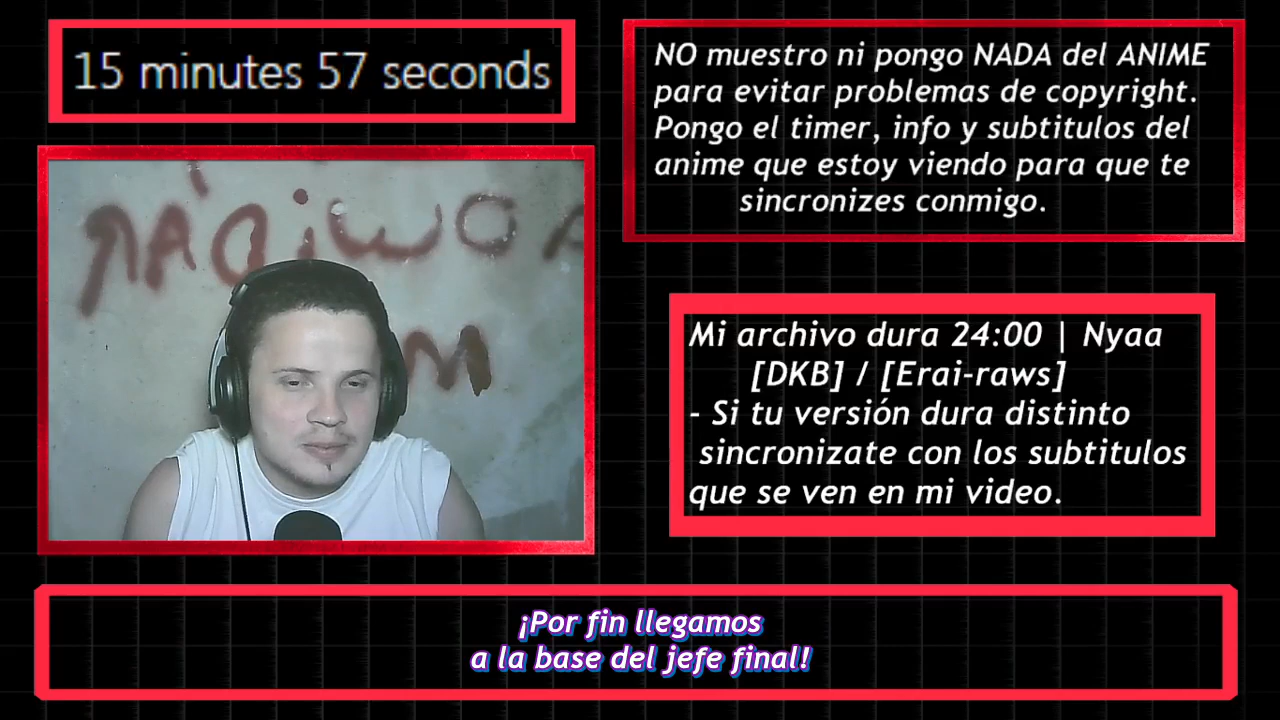 15 minutes 57 seconds
NO muestro ni pongo NADA del ANIME
para evitar problemas de copyright.
Pongo el timer, info y subtitulos del
anime que estoy viendo para que te
sincronizes conmigo.
Mi archivo dura 24:00 | Nyaa
[DKB] / [Erai-raws]
- Si tu versión dura distinto
sincronizate con los subtitulos
que se ven en mi video.
¡Por fin llegamos
a la base del jefe final!